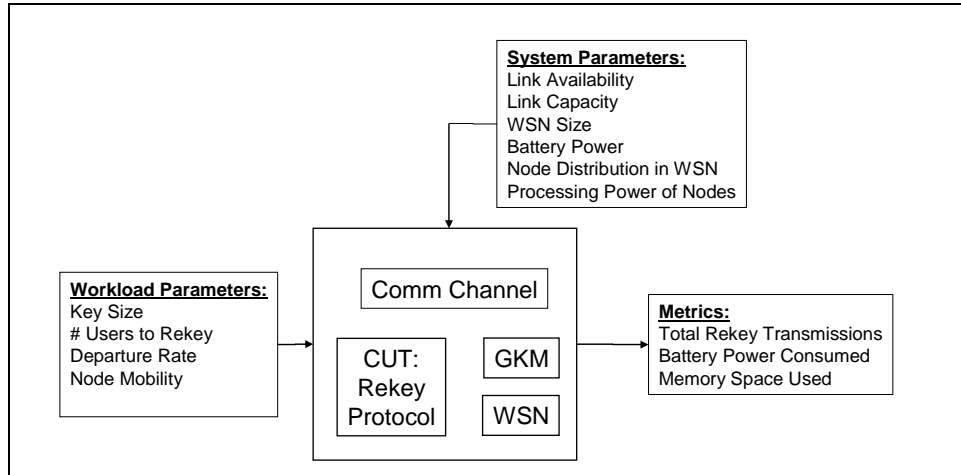 System Parameters:
Link Availability
Link Capacity
WSN Size
Battery Power
Node Distribution in WSN
Processing Power of Nodes
Workload Parameters:
Key Size
# Users to Rekey
Departure Rate
Node Mobility
Comm Channel
CUT:
Rekey
Protocol
GKM
WSN
Metrics:
Total Rekey Transmissions
Battery Power Consumed
Memory Space Used